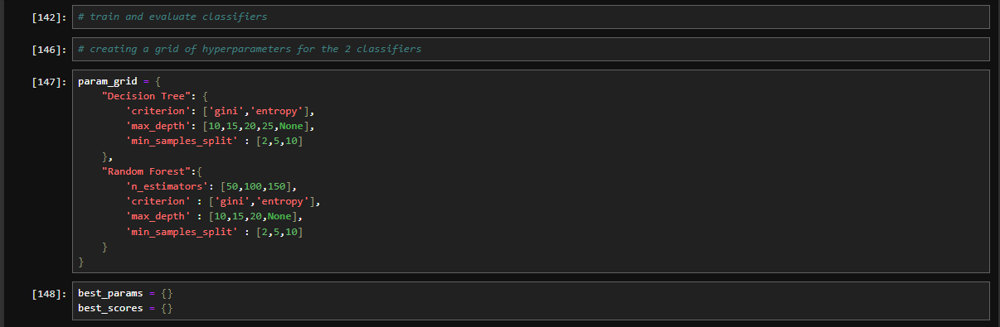 [142]: # train and evaluate classifiers
[146]: # creating a grid of hyperparameters for the 2 classifiers
[147]: param_grid = {
    "Decision Tree": {
        'criterion': ['gini','entropy'],
        'max_depth': [10,15,20,25,None],
        'min_samples_split' : [2,5,10]
    },
    "Random Forest":{
        'n_estimators': [50,100,150],
        'criterion' : ['gini','entropy'],
        'max_depth' : [10,15,20,None],
        'min_samples_split' : [2,5,10]
    }
}
[148]: best_params = {}
best_scores = {}